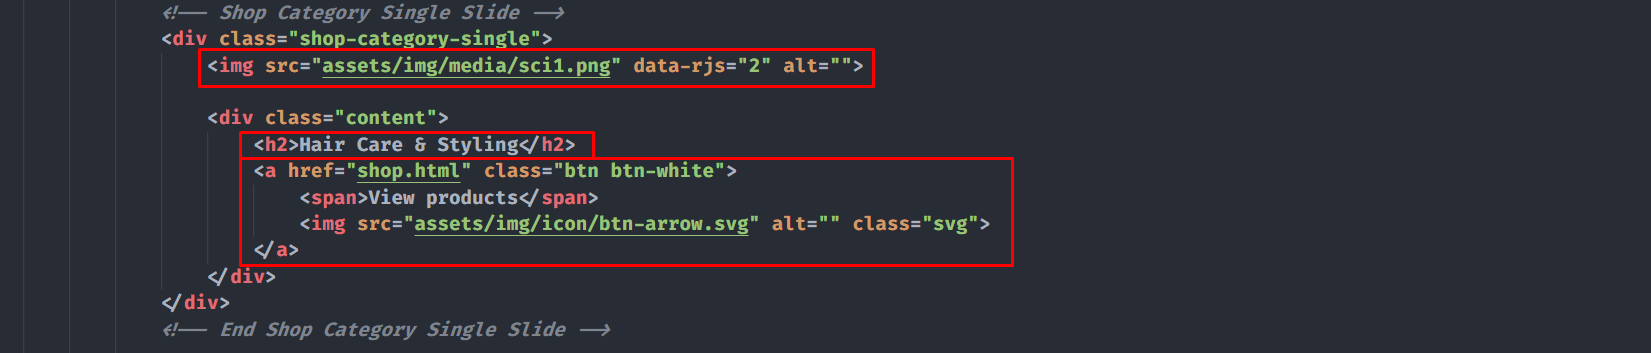 <!-- Shop Category Single Slide -->
<div class="shop-category-single">
<img src="assets/img/media/sci1.png" data-rjs="2" alt="">
<div class="content">
<h2>Hair Care & Styling</h2>
<a href="shop.html" class="btn btn-white">
<span>View products</span>
<img src="assets/img/icon/btn-arrow.svg" alt="" class="svg">
</a>
</div>
</div>
<!-- End Shop Category Single Slide -->